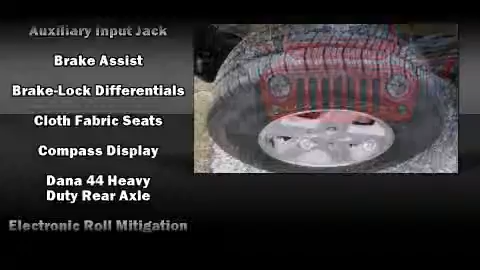 Auxiliary Input Jack
Brake Assist
Brake-Lock Differentials
Cloth Fabric Seats
Compass Display
Dana 44 Heavy
Duty Rear Axle
Electronic Roll Mitigation